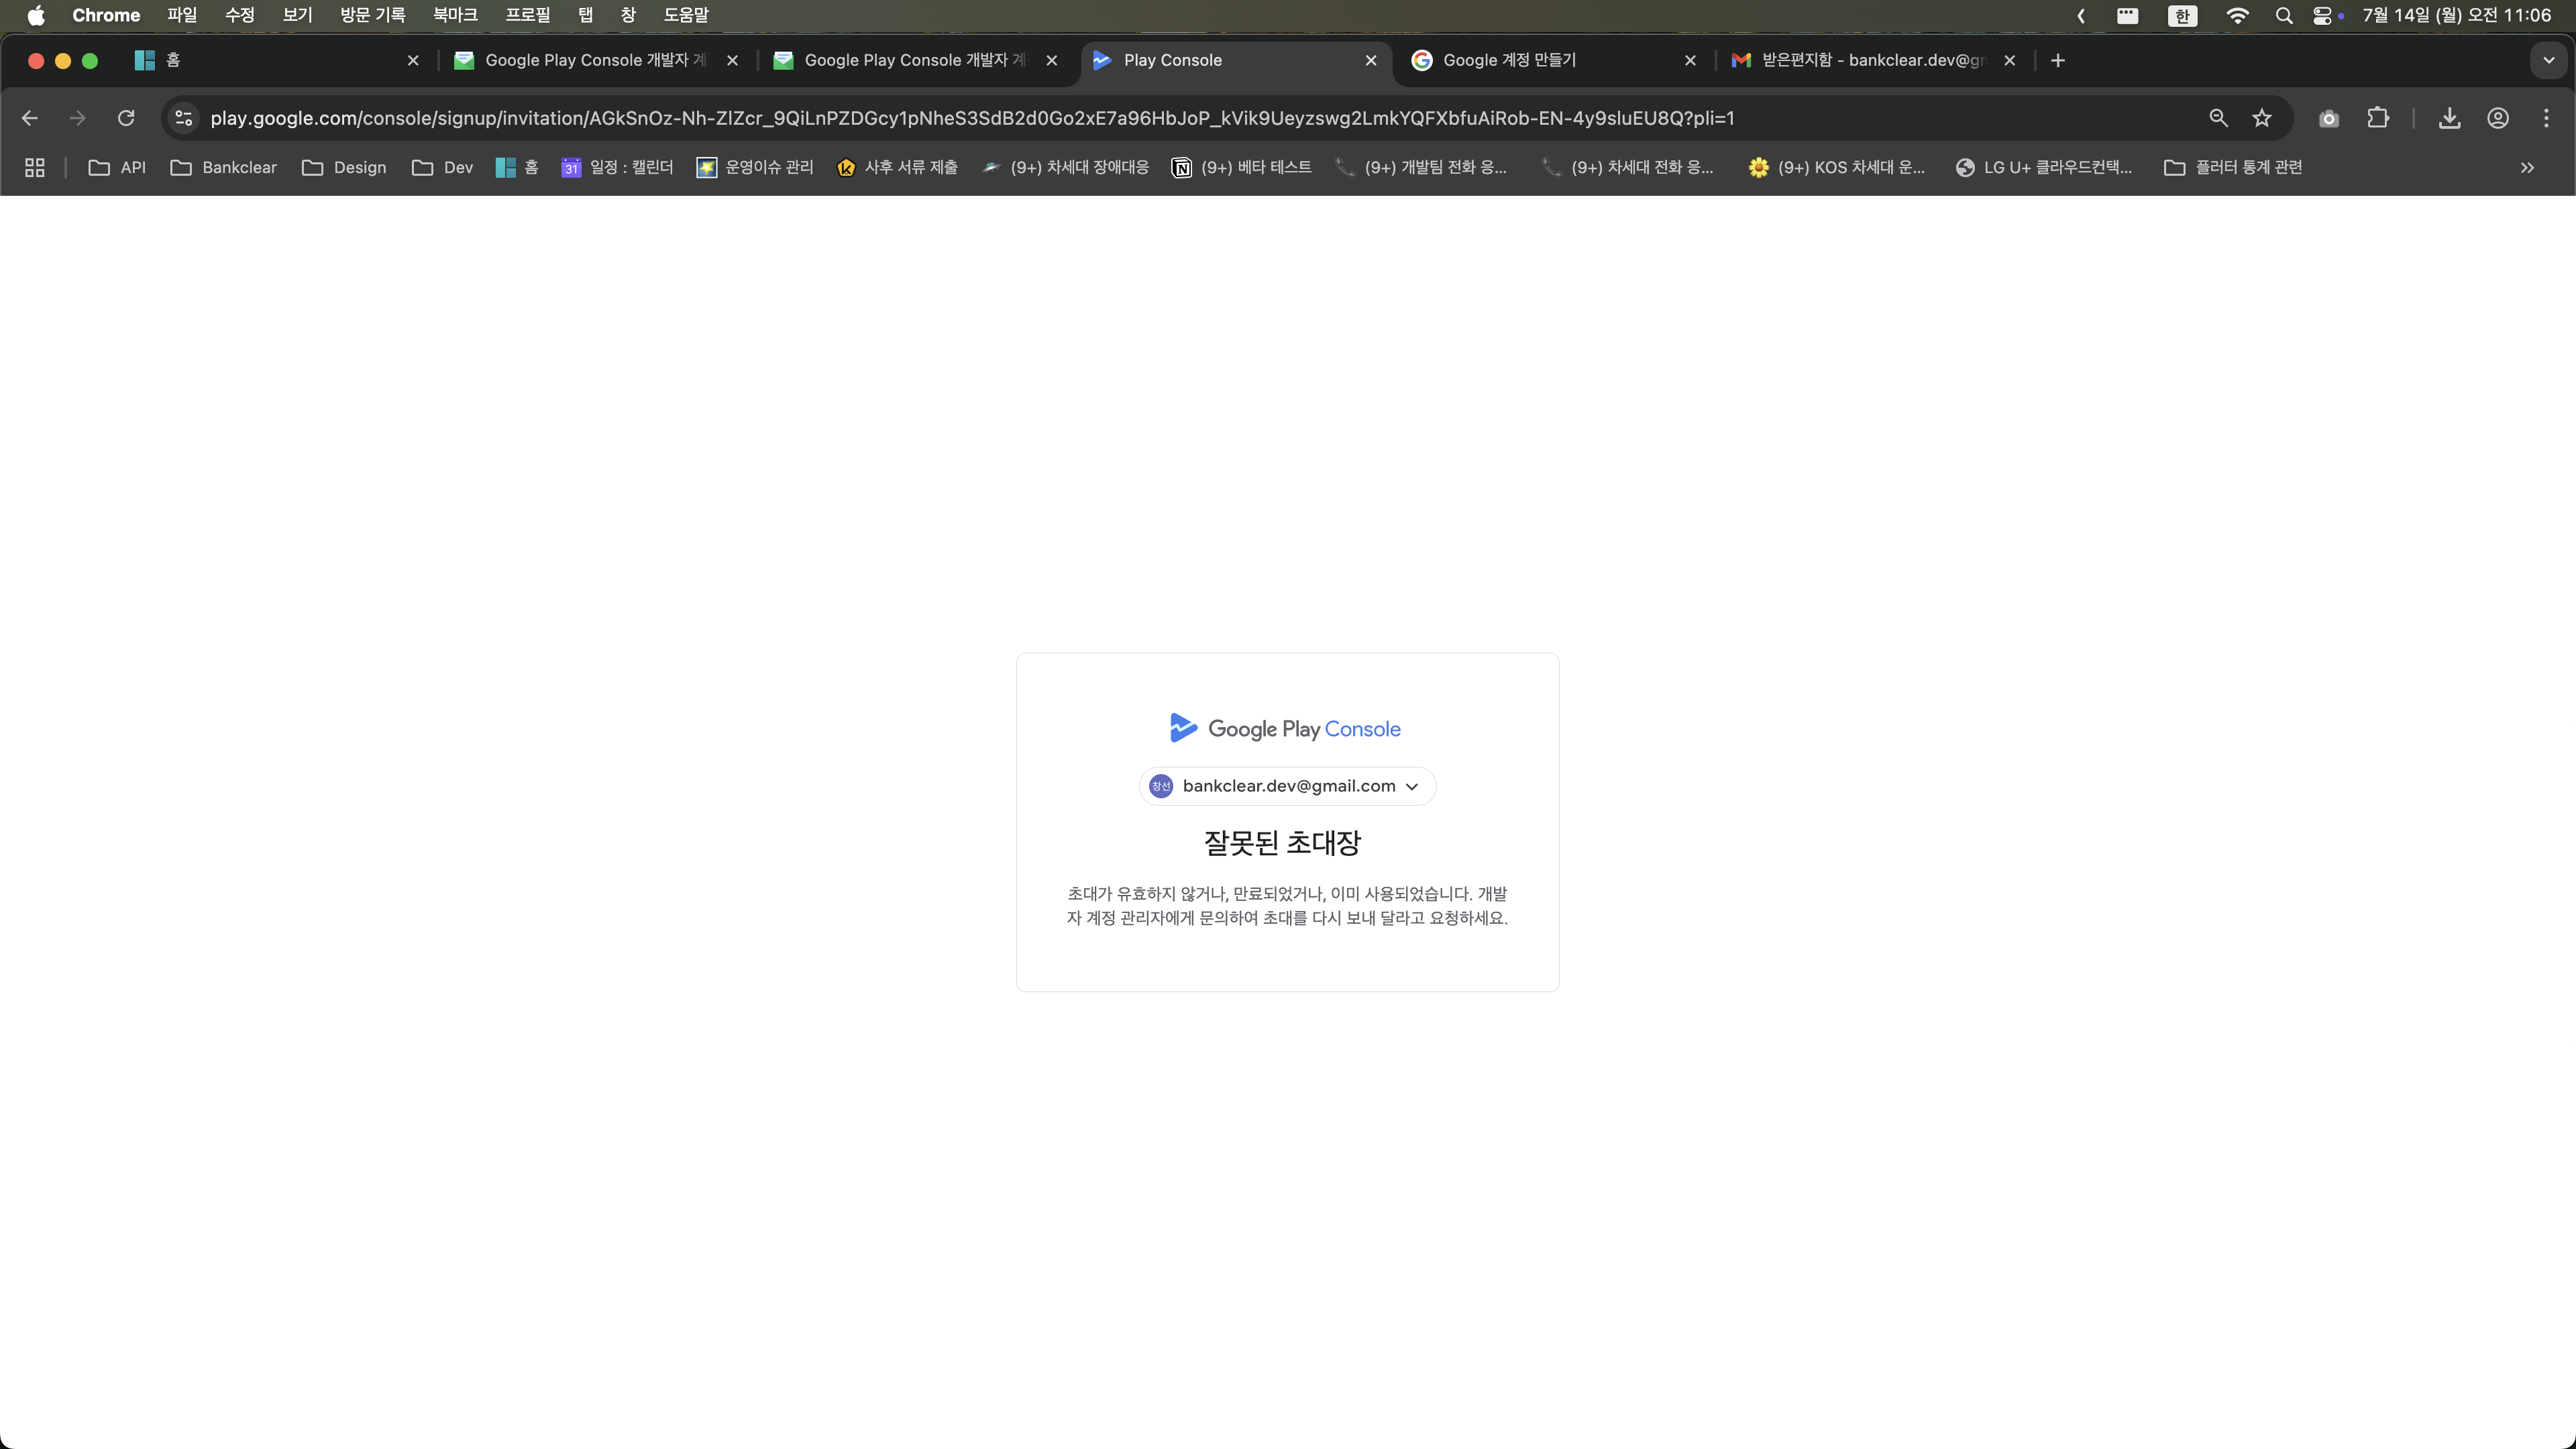 Chrome 파일 수정 보기 방문 기록 북마크 프로필 탭 창 도움말 한 7월 14일 (월) 오전 11:06
홈 Google Play Console 개발자 계 Google Play Console 개발자 계 Play Console Google 계정 만들기 받은편지함 - bankclear.dev@gm
play.google.com/console/signup/invitation/AGkSnOz-Nh-ZlZcr_9QiLnPZDGcy1pNheS3SdB2d0Go2xE7a96HbJoP_kVik9Ueyzswg2LmkYQFXbfuAiRob-EN-4y9sluEU8Q?pli=1
API Bankclear Design Dev 홈 31 일정 : 캘린더 운영이슈 관리 k 사후 서류 제출 (9+) 차세대 장애대응 N (9+) 베타 테스트 (9+) 개발팀 전화 응... (9+) 차세대 전화 응... (9+) KOS 차세대 운... LG U+ 클라우드컨택... 플러터 통계 관련
Google Play Console
창선 bankclear.dev@gmail.com
잘못된 초대장
초대가 유효하지 않거나, 만료되었거나, 이미 사용되었습니다. 개발
자 계정 관리자에게 문의하여 초대를 다시 보내 달라고 요청하세요.